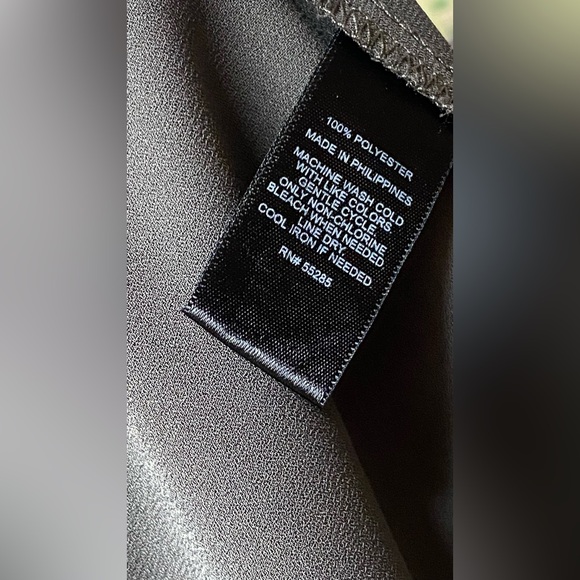 100% POLYESTER
MADE IN PHILIPPINES
MACHINE WASH COLD
WITH LIKE COLORS
GENTLE CYCLE
ONLY NON-CHLORINE
BLEACH WHEN NEEDED
LINE DRY
COOL IRON IF NEEDED
RN# 55285